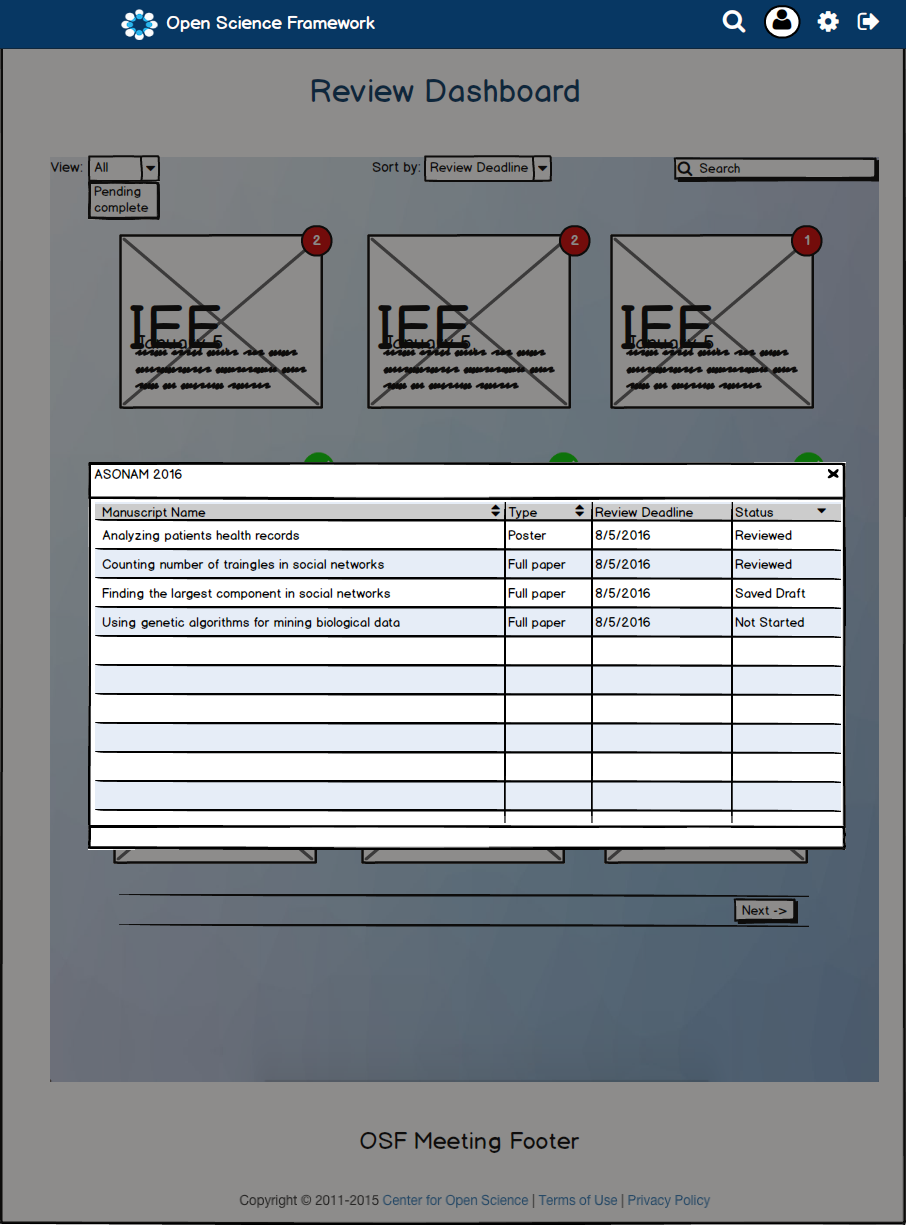 Open Science Framework
Review Dashboard
View: All Sort by: Review Deadline Search
Pending
complete
2 2 1
IEE IEE IEE
January 5 January 5 January 5
ASONAM 2016
Manuscript Name Type Review Deadline Status
Analyzing patients health records Poster 8/5/2016 Reviewed
Counting number of traingles in social networks Full paper 8/5/2016 Reviewed
Finding the largest component in social networks Full paper 8/5/2016 Saved Draft
Using genetic algorithms for mining biological data Full paper 8/5/2016 Not Started
Next ->
OSF Meeting Footer
Copyright © 2011-2015 Center for Open Science | Terms of Use | Privacy Policy